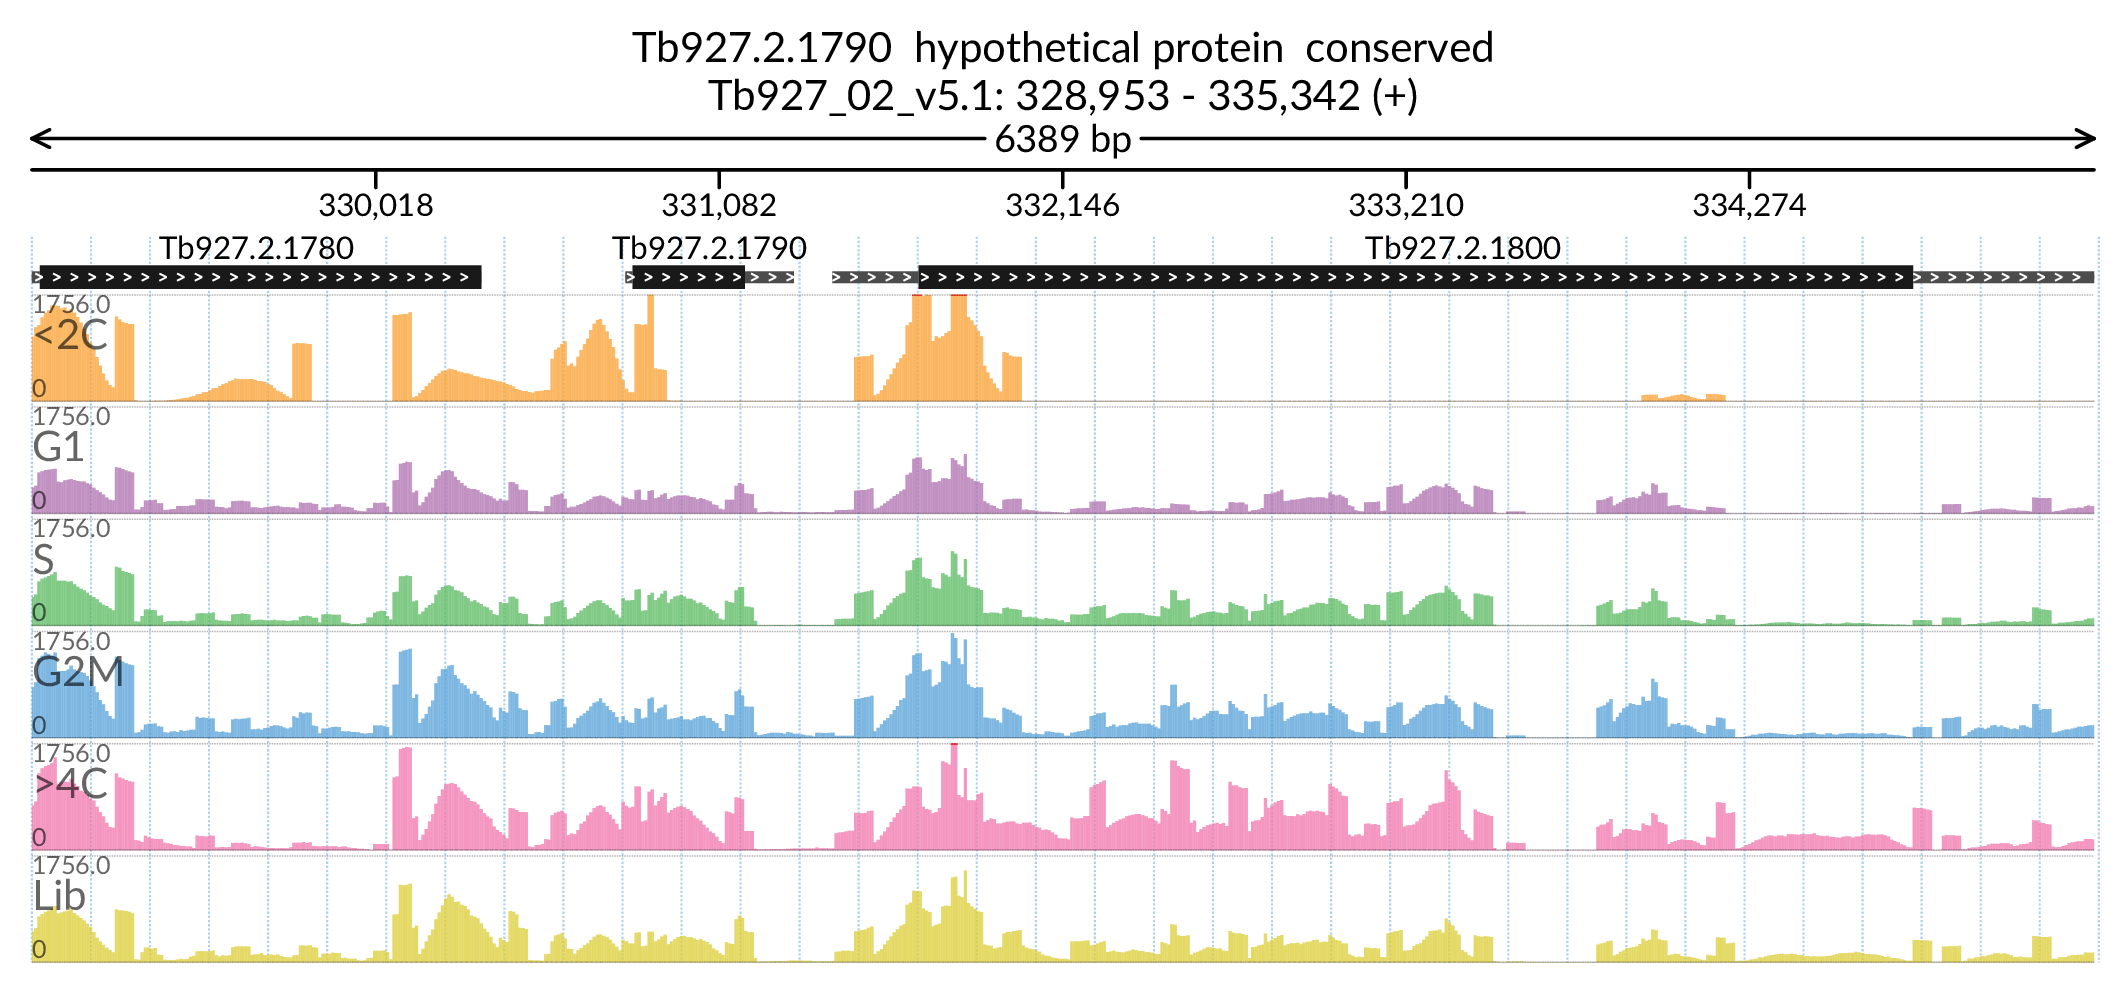 Tb927.2.1790  hypothetical protein  conserved
Tb927_02_v5.1: 328,953 - 335,342 (+)
6389 bp
330,018 331,082 332,146 333,210 334,274
Tb927.2.1780 Tb927.2.1790 Tb927.2.1800
1756.0
<2C
0
1756.0
G1
0
1756.0
S
0
1756.0
G2M
0
1756.0
>4C
0
1756.0
Lib
0